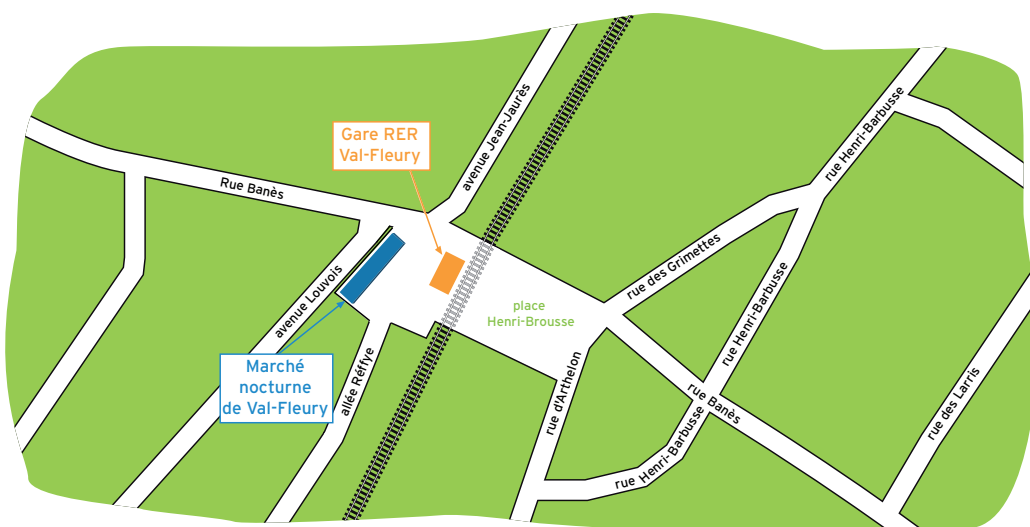 Gare RER
Val-Fleury
avenue Jean-Jaurès
rue Henri-Barbusse
Rue Banès
rue des Grimettes
avenue Louvois
place
Henri-Brousse
rue Henri-Barbusse
Marché
nocturne
de Val-Fleury
allée Réffye
rue d'Arthelon
rue Banès
rue des Larris
rue Henri-Barbusse